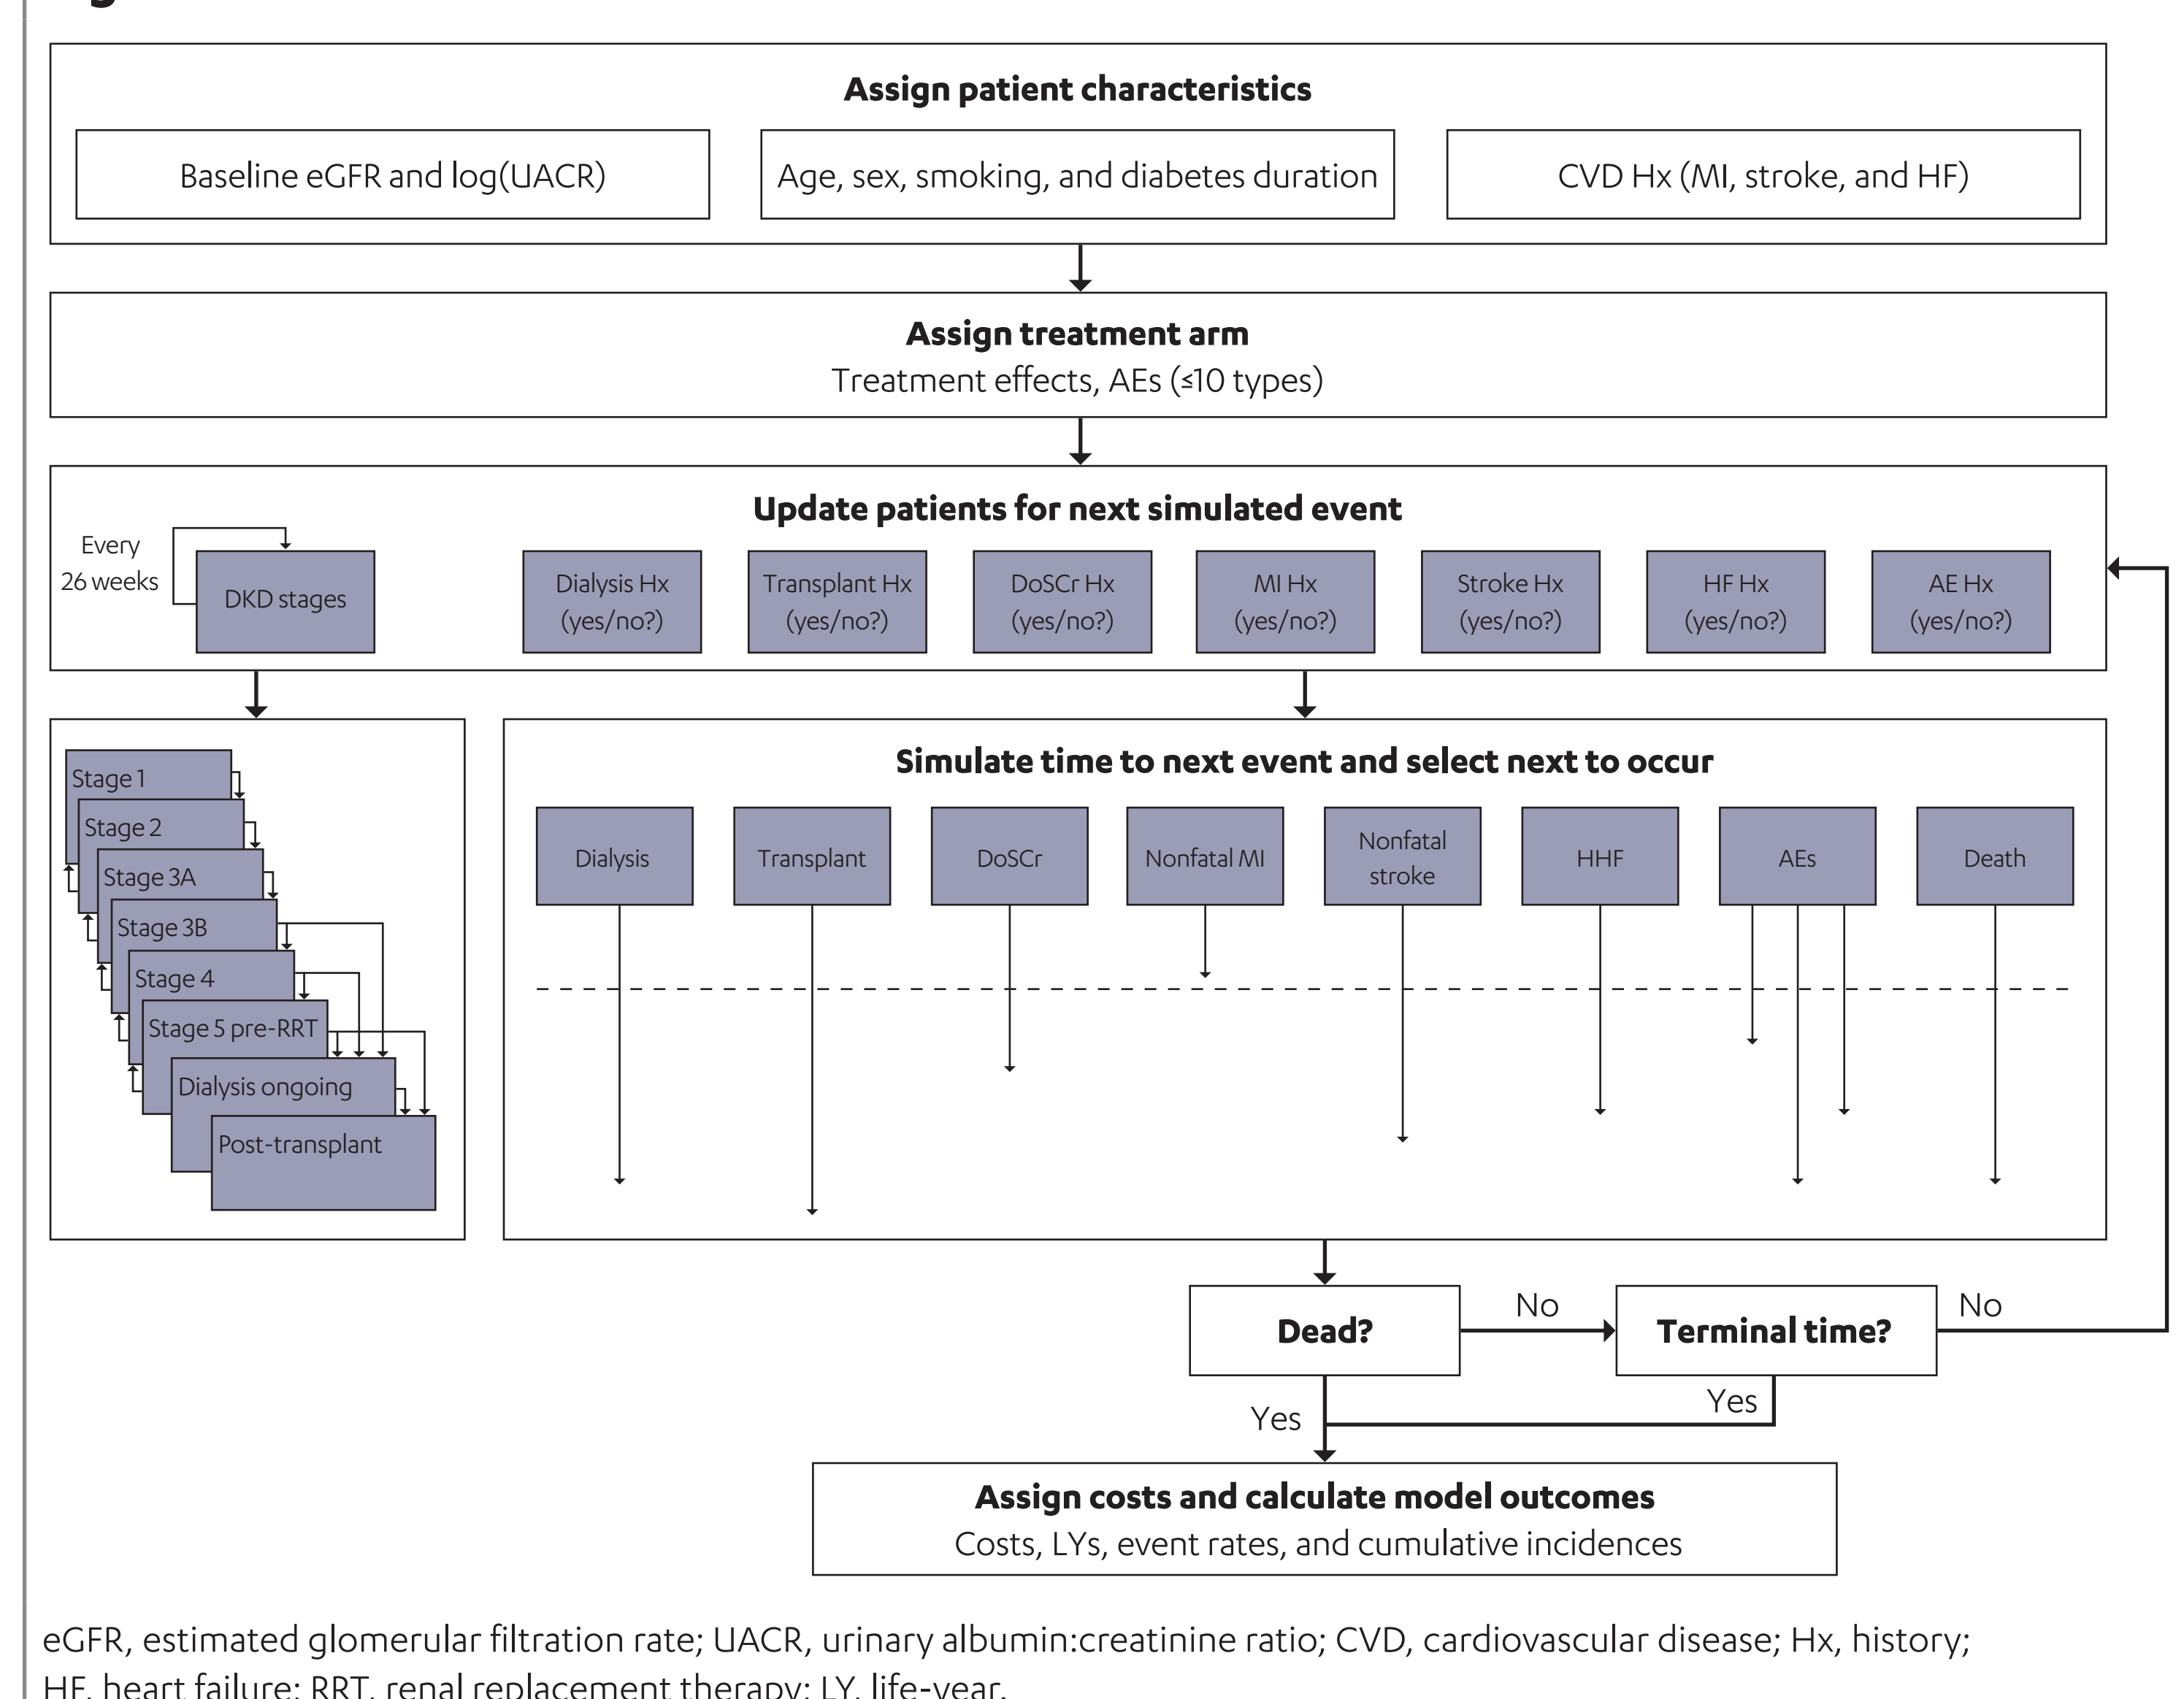 Assign patient characteristics
Baseline eGFR and log(UACR)
Age, sex, smoking, and diabetes duration
CVD Hx (MI, stroke, and HF)
Assign treatment arm
Treatment effects, AEs (≤10 types)
Update patients for next simulated event
Every
26 weeks
DKD stages
Dialysis Hx
(yes/no?)
Transplant Hx
(yes/no?)
DoSCr Hx
(yes/no?)
MI Hx
(yes/no?)
Stroke Hx
(yes/no?)
HF Hx
(yes/no?)
AE Hx
(yes/no?)
Stage 1
Stage 2
Stage 3A
Stage 3B
Stage 4
Stage 5 pre-RRT
Dialysis ongoing
Post-transplant
Simulate time to next event and select next to occur
Dialysis
Transplant
DoSCr
Nonfatal MI
Nonfatal
stroke
HHF
AEs
Death
Dead?
No
Terminal time?
No
Yes
Yes
Assign costs and calculate model outcomes
Costs, LYs, event rates, and cumulative incidences
eGFR, estimated glomerular filtration rate; UACR, urinary albumin:creatinine ratio; CVD, cardiovascular disease; Hx, history;
HF, heart failure; RRT, renal replacement therapy; LY, life-year.